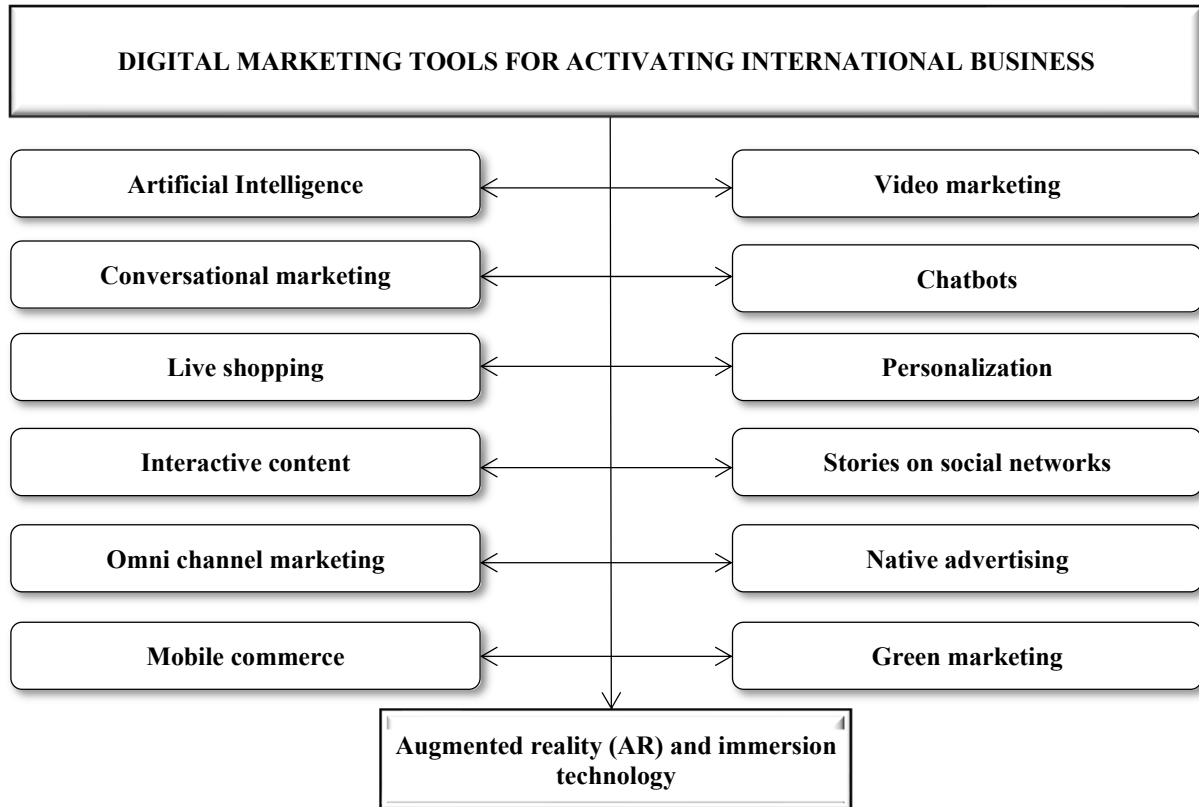 DIGITAL MARKETING TOOLS FOR ACTIVATING INTERNATIONAL BUSINESS
Artificial Intelligence
Video marketing
Conversational marketing
Chatbots
Live shopping
Personalization
Interactive content
Stories on social networks
Omni channel marketing
Native advertising
Mobile commerce
Green marketing
Augmented reality (AR) and immersion
technology